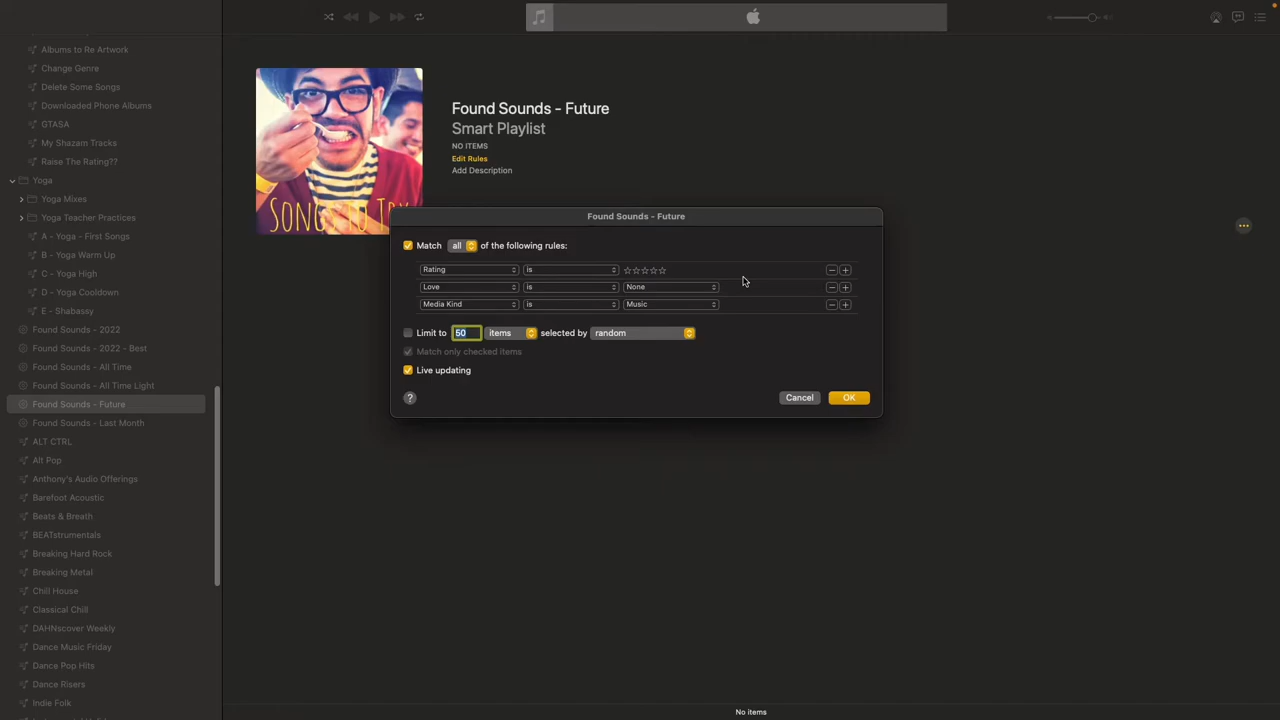 Albums to Re Artwork
Change Genre
Delete Some Songs
Downloaded Phone Albums
GTASA
My Shazam Tracks
Raise The Rating??
Yoga
Yoga Mixes
Yoga Teacher Practices
A - Yoga - First Songs
B - Yoga Warm Up
C - Yoga High
D - Yoga Cooldown
E - Shabassy
Found Sounds - 2022
Found Sounds - 2022 - Best
Found Sounds - All Time
Found Sounds - All Time Light
Found Sounds - Future
Found Sounds - Last Month
ALT CTRL
Alt Pop
Anthony's Audio Offerings
Barefoot Acoustic
Beats & Breath
BEATstrumentals
Breaking Hard Rock
Breaking Metal
Chill House
Classical Chill
DAHNscover Weekly
Dance Music Friday
Dance Pop Hits
Dance Risers
Indie Folk
Found Sounds - Future
Smart Playlist
NO ITEMS
Edit Rules
Add Description
Found Sounds - Future
Match all of the following rules:
Rating is ☆☆☆☆☆
Love is None
Media Kind is Music
Limit to 50 items selected by random
Match only checked items
Live updating
? Cancel OK
No items